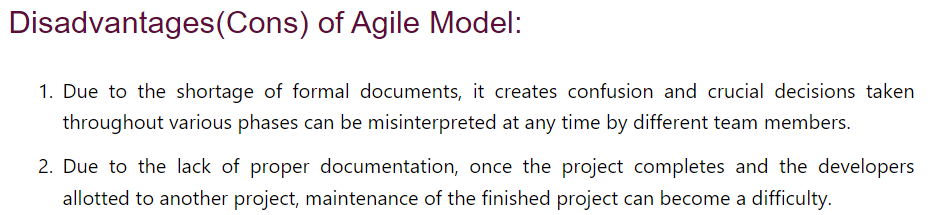 Disadvantages(Cons) of Agile Model:
1. Due to the shortage of formal documents, it creates confusion and crucial decisions taken
throughout various phases can be misinterpreted at any time by different team members.
2. Due to the lack of proper documentation, once the project completes and the developers
allotted to another project, maintenance of the finished project can become a difficulty.